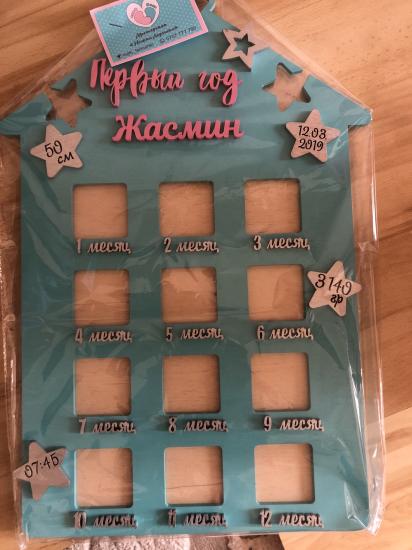 Первый год
Жасмин
50
см
12.03
2019
1 месяц
2 месяц
3 месяц
3140
гр
4 месяц
5 месяц
6 месяц
7 месяц
8 месяц
9 месяц
07:45
10 месяц
11 месяц
12 месяц